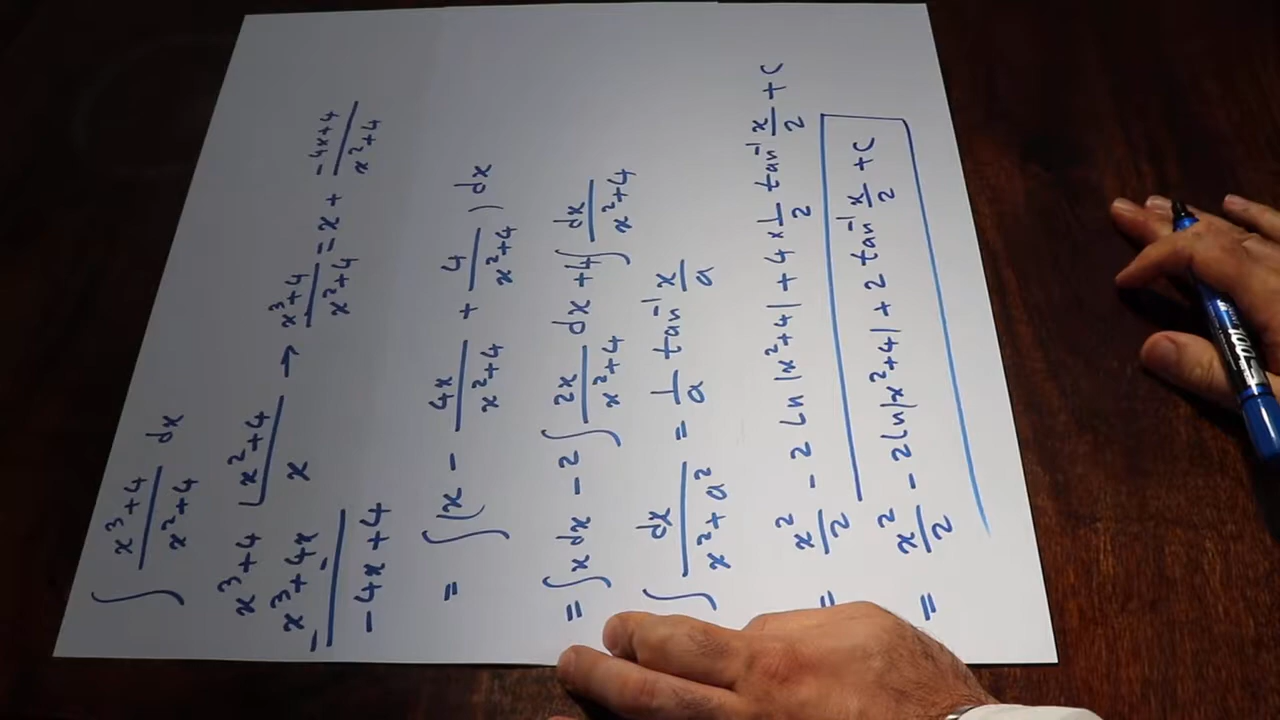 ∫ (x³+4)/(x²+4) dx
x³+4 | x²+4 → (x³+4)/(x²+4) = x + (-4x+4)/(x²+4)
-x³+4x x
-
-4x+4
= ∫ (x - 4x/(x²+4) + 4/(x²+4)) dx
= ∫ x dx - 2 ∫ 2x/(x²+4) dx + 4 ∫ dx/(x²+4)
∫ dx/(x²+a²) = 1/a tan⁻¹ x/a
= x²/2 - 2 Ln |x²+4| + 4 × 1/2 tan⁻¹ x/2 + C
= x²/2 - 2 Ln |x²+4| + 2 tan⁻¹ x/2 + C